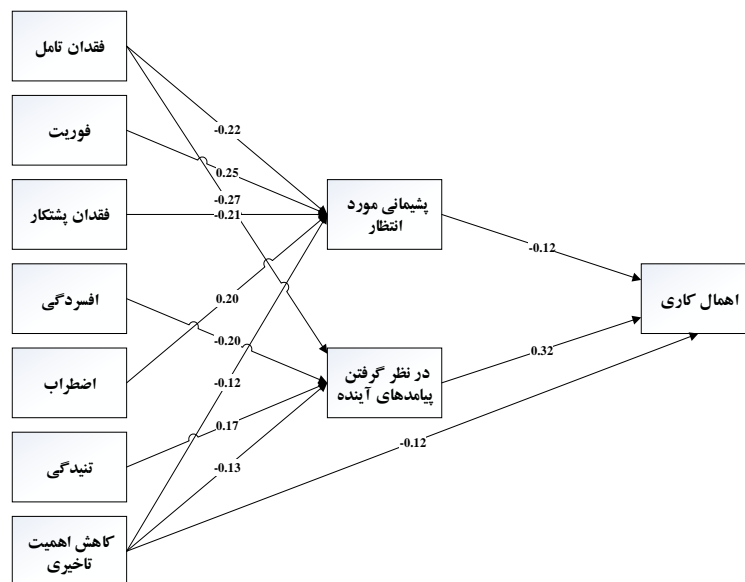 فقدان تامل
فوریت
فقدان پشتکار
افسردگی
اضطراب
تنیدگی
کاهش اهمیت
تاخیری
-0.22
0.25
-0.27
-0.21
0.20
-0.20
-0.12
0.17
-0.13
پشیمانی مورد
انتظار
در نظر گرفتن
پیامدهای آینده
-0.12
0.32
-0.12
اهمال کاری